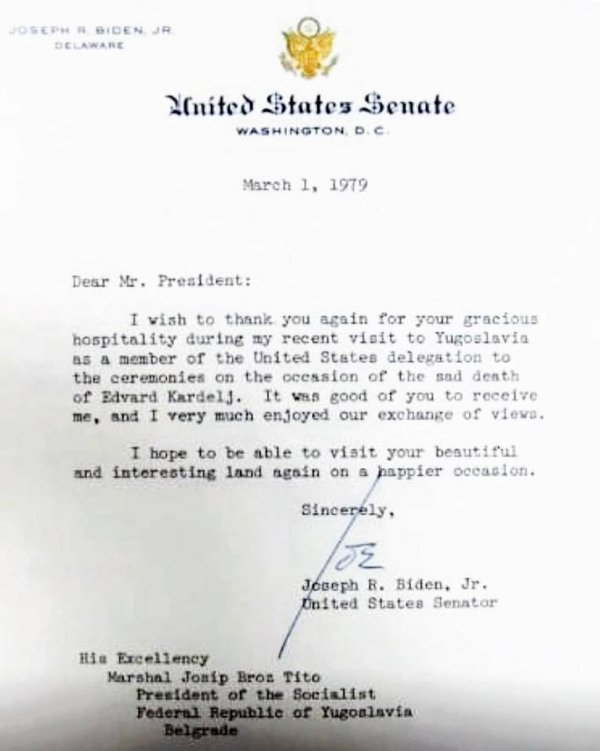 JOSEPH R. BIDEN, JR.
DELAWARE
United States Senate
WASHINGTON, D. C.
March 1, 1979
Dear Mr. President:
I wish to thank you again for your gracious
hospitality during my recent visit to Yugoslavia
as a member of the United States delegation to
the ceremonies on the occasion of the sad death
of Edvard Kardelj. It was good of you to receive
me, and I very much enjoyed our exchange of views.
I hope to be able to visit your beautiful
and interesting land again on a happier occasion.
Sincerely,
Joe
Joseph R. Biden, Jr.
United States Senator
His Excellency
Marshal Josip Broz Tito
President of the Socialist
Federal Republic of Yugoslavia
Belgrade